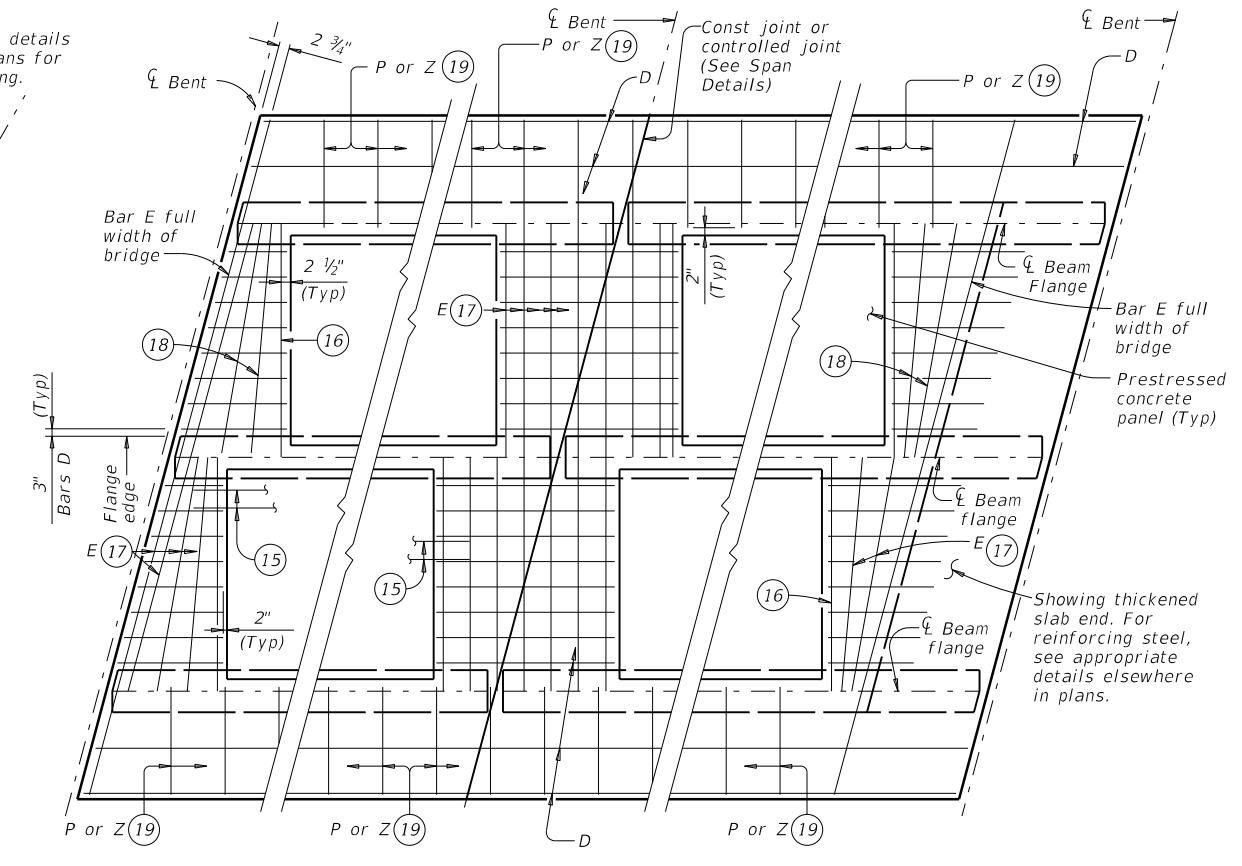 details
ans for
ng.
2 ¾"
℄ Bent
P or Z 19
℄ Bent
P or Z 19
D
Const joint or
controlled joint
(See Span
Details)
℄ Bent
D
P or Z 19
Bar E full
width of
bridge
2 ½"
(Typ)
2"
(Typ)
℄ Beam
Flange
E 17
16
18
18
Bar E full
width of
bridge
Prestressed
concrete
panel (Typ)
(Typ)
3"
Bars D
Flange
edge
℄ Beam
flange
E 17
15
15
E 17
16
2"
(Typ)
℄ Beam
flange
Showing thickened
slab end. For
reinforcing steel,
see appropriate
details elsewhere
in plans.
P or Z 19
P or Z 19
D
P or Z 19